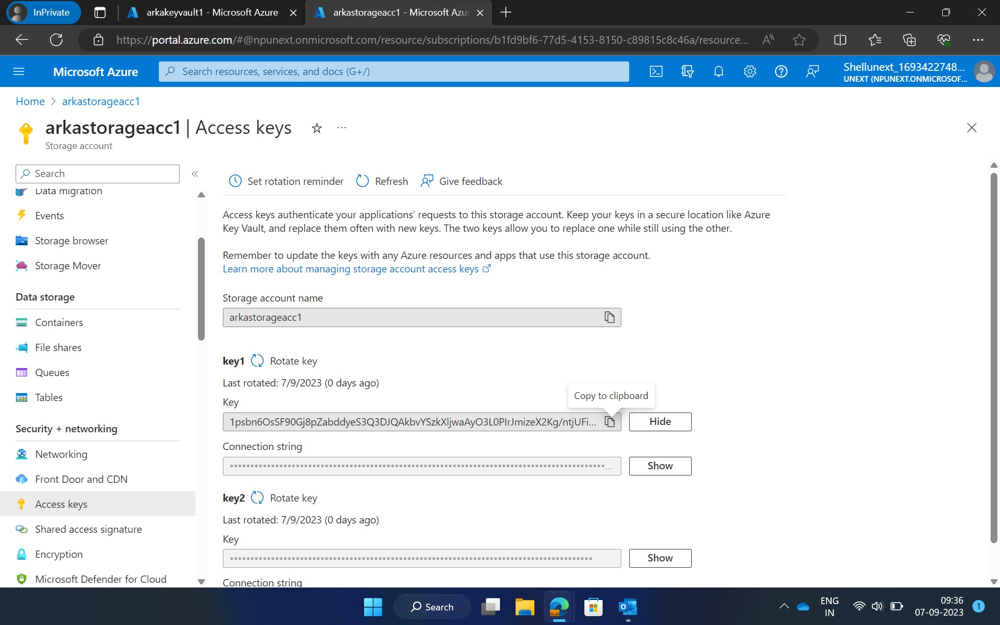 InPrivate
arkakeyvault1 - Microsoft Azure
arkastorageacc1 - Microsoft Azu
https://portal.azure.com/#@npunext.onmicrosoft.com/resource/subscriptions/b1fd9bf6-77d5-4153-8150-c89815c8c46a/resource...
Microsoft Azure
Search resources, services, and docs (G+/)
Shellunext_1693422748...
UNEXT (NPUNEXT.ONMICROSOF...
Home > arkastorageacc1
arkastorageacc1 | Access keys
Storage account
Search
Data migration
Events
Storage browser
Storage Mover
Data storage
Containers
File shares
Queues
Tables
Security + networking
Networking
Front Door and CDN
Access keys
Shared access signature
Encryption
Microsoft Defender for Cloud
Set rotation reminder
Refresh
Give feedback
Access keys authenticate your applications' requests to this storage account. Keep your keys in a secure location like Azure
Key Vault, and replace them often with new keys. The two keys allow you to replace one while still using the other.
Remember to update the keys with any Azure resources and apps that use this storage account.
Learn more about managing storage account access keys
Storage account name
arkastorageacc1
key1
Rotate key
Last rotated: 7/9/2023 (0 days ago)
Copy to clipboard
Key
1psbn6OsSF90Gj8pZabddyeS3Q3DJQAkbvYSzkXljwaAyO3L0PIrJmizeX2Kg/ntjUFi...
Hide
Connection string
Show
key2
Rotate key
Last rotated: 7/9/2023 (0 days ago)
Key
Show
Connection string
Search
ENG
IN
09:36
07-09-2023
1